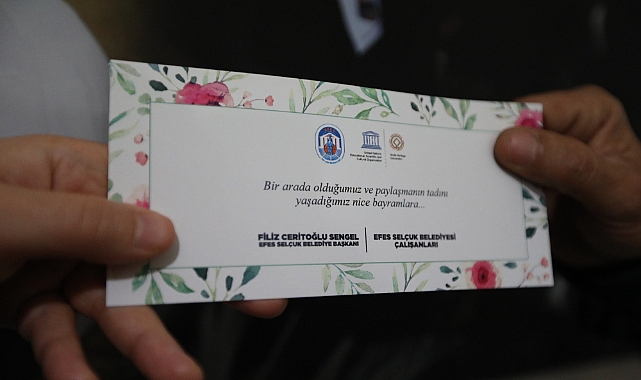 Bir arada olduğumuz ve paylaşmanın tadını
yaşadığımız nice bayramlara...
FİLİZ CERİTOĞLU SENGEL
EFES SELÇUK BELEDİYE BAŞKANI
EFES SELÇUK BELEDİYESİ
ÇALIŞANLARI